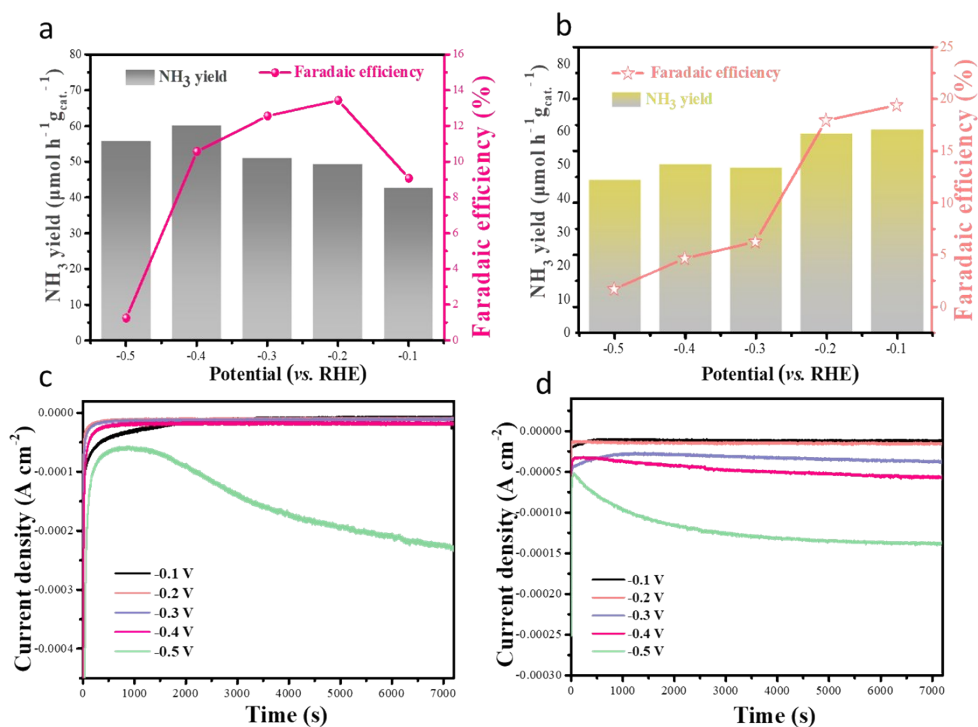 a
NH3 yield (μmol h⁻¹ gcat.⁻¹)
80
70
60
50
40
30
20
10
0
NH3 yield
Faradaic efficiency
16
14
12
10
8
6
4
2
0
Faradaic efficiency (%)
-0.5 -0.4 -0.3 -0.2 -0.1
Potential (vs. RHE)
b
NH3 yield (μmol h⁻¹ gcat.⁻¹)
80
70
60
50
40
30
20
10
0
Faradaic efficiency
NH3 yield
25
20
15
10
5
0
Faradaic efficiency (%)
-0.5 -0.4 -0.3 -0.2 -0.1
Potential (vs. RHE)
c
Current density (A cm⁻²)
0.0000
-0.0001
-0.0002
-0.0003
-0.0004
-0.1 V
-0.2 V
-0.3 V
-0.4 V
-0.5 V
0 1000 2000 3000 4000 5000 6000 7000
Time (s)
d
Current density (A cm⁻²)
0.00000
-0.00005
-0.00010
-0.00015
-0.00020
-0.00025
-0.00030
-0.1 V
-0.2 V
-0.3 V
-0.4 V
-0.5 V
0 1000 2000 3000 4000 5000 6000 7000
Time (s)